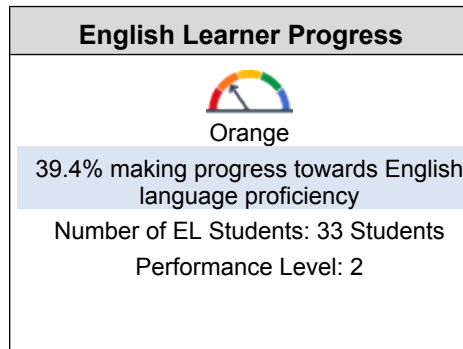 English Learner Progress
Orange
39.4% making progress towards English
language proficiency
Number of EL Students: 33 Students
Performance Level: 2